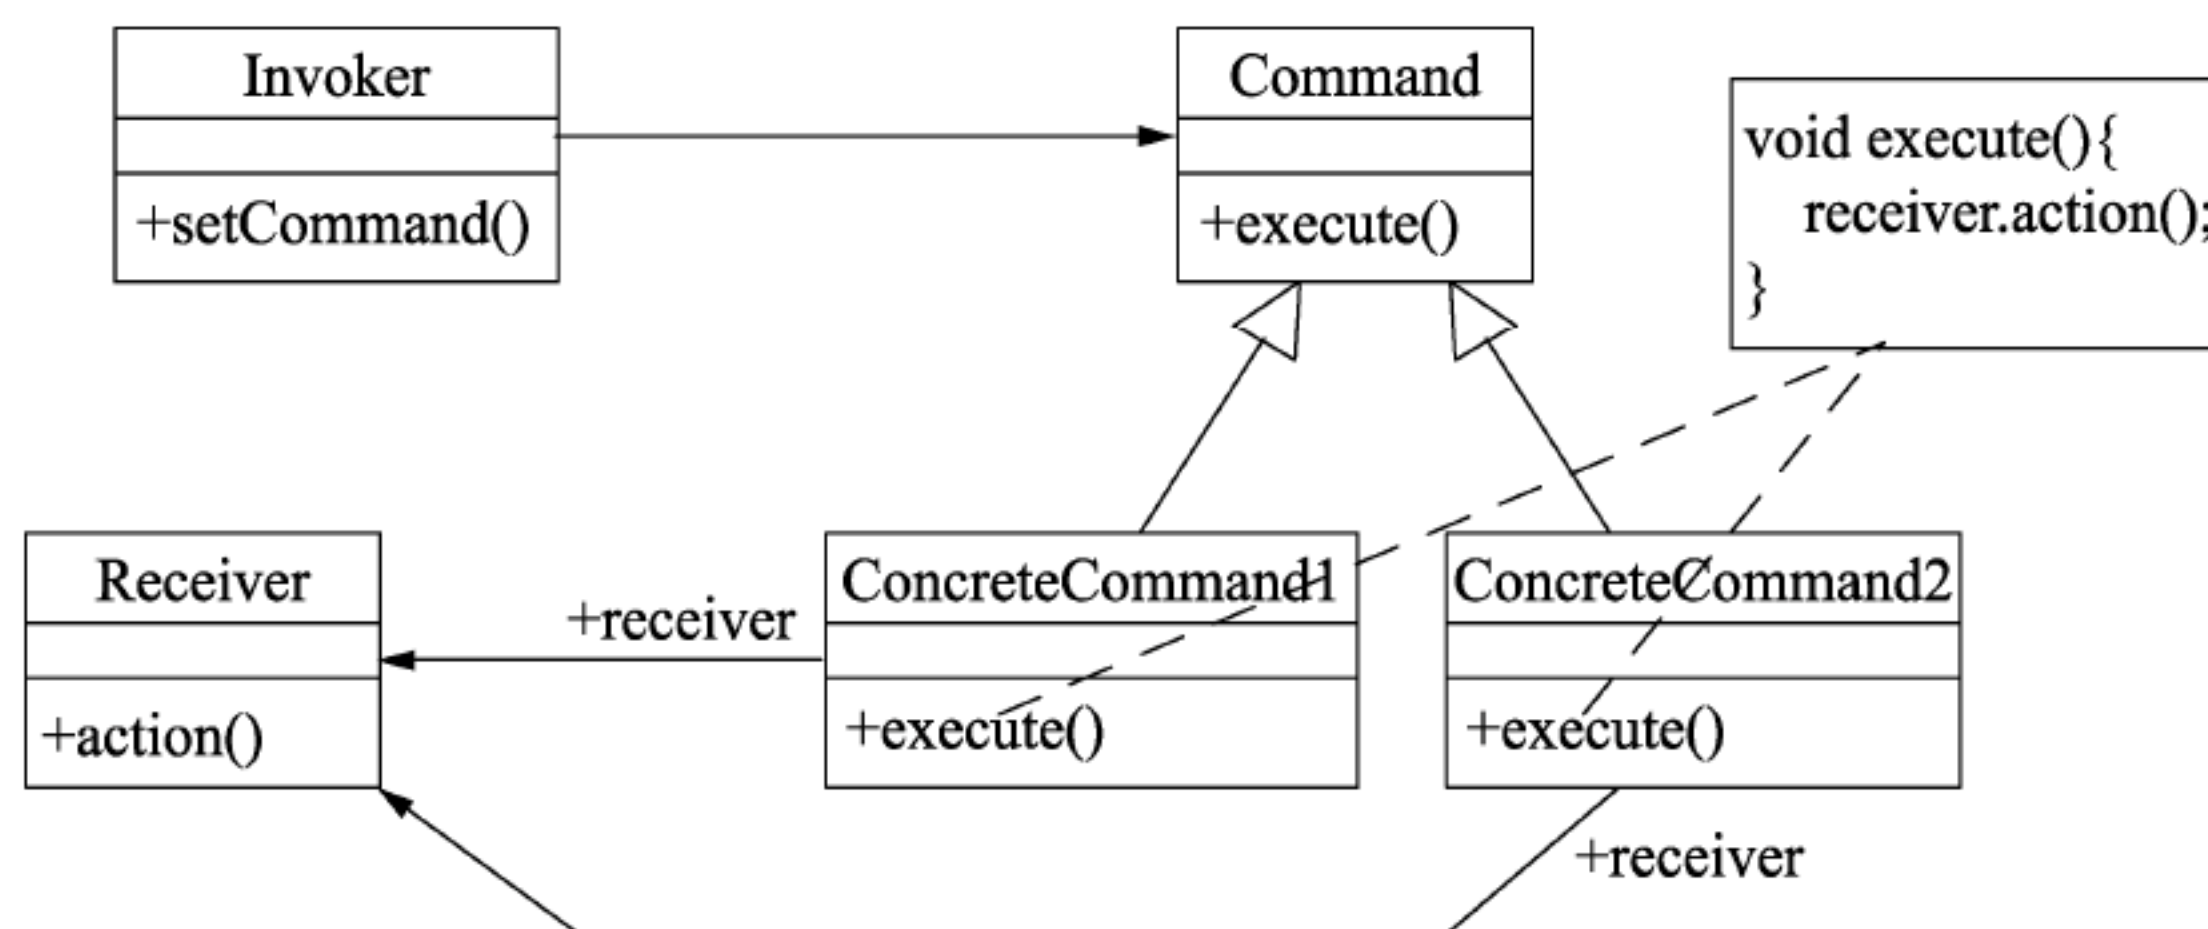 Invoker
+setCommand()
Command
+execute()
void execute(){
receiver.action();
}
Receiver
+action()
+receiver
ConcreteCommand1
+execute()
ConcreteCommand2
+execute()
+receiver